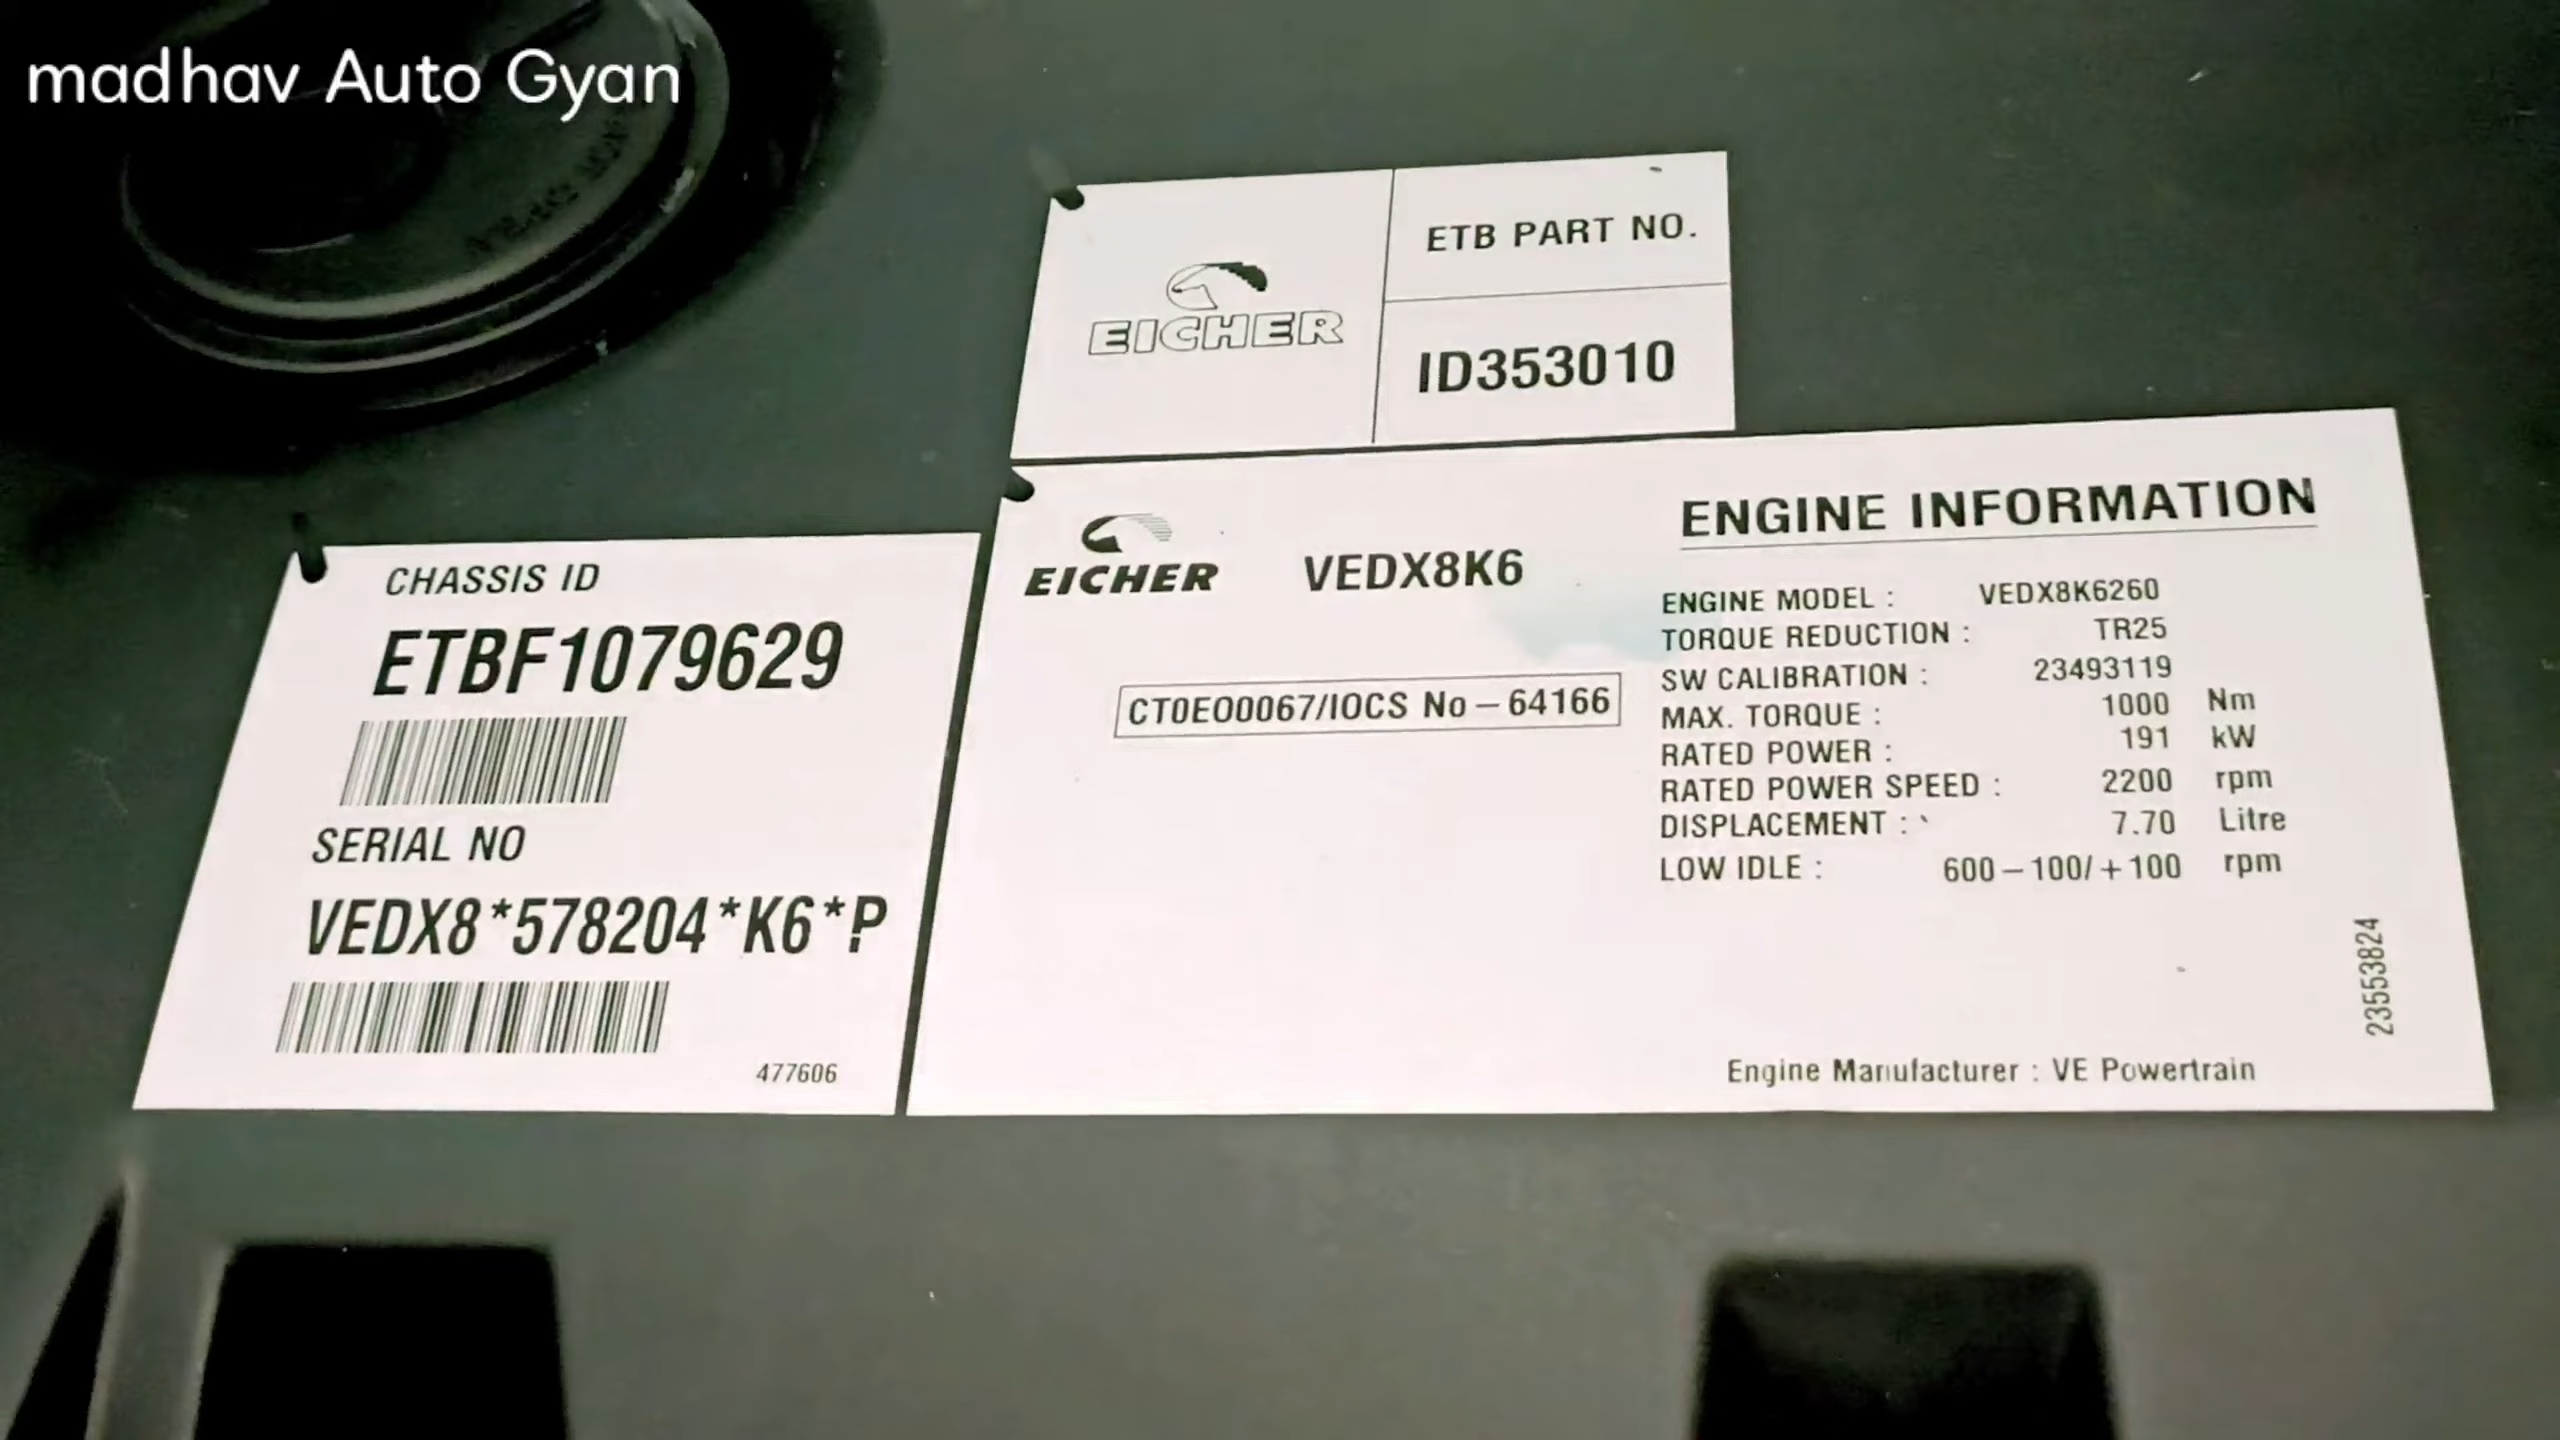 madhav Auto Gyan
EICHER
ETB PART NO.
ID353010
CHASSIS ID
ETBF1079629
SERIAL NO
VEDX8*578204*K6*P
477606
EICHER VEDX8K6
CT0EO0067/IOCS No – 64166
ENGINE INFORMATION
ENGINE MODEL : VEDX8K6260
TORQUE REDUCTION : TR25
SW CALIBRATION : 23493119
MAX. TORQUE : 1000 Nm
RATED POWER : 191 kW
RATED POWER SPEED : 2200 rpm
DISPLACEMENT : 7.70 Litre
LOW IDLE : 600 – 100/ + 100 rpm
23553824
Engine Manufacturer : VE Powertrain